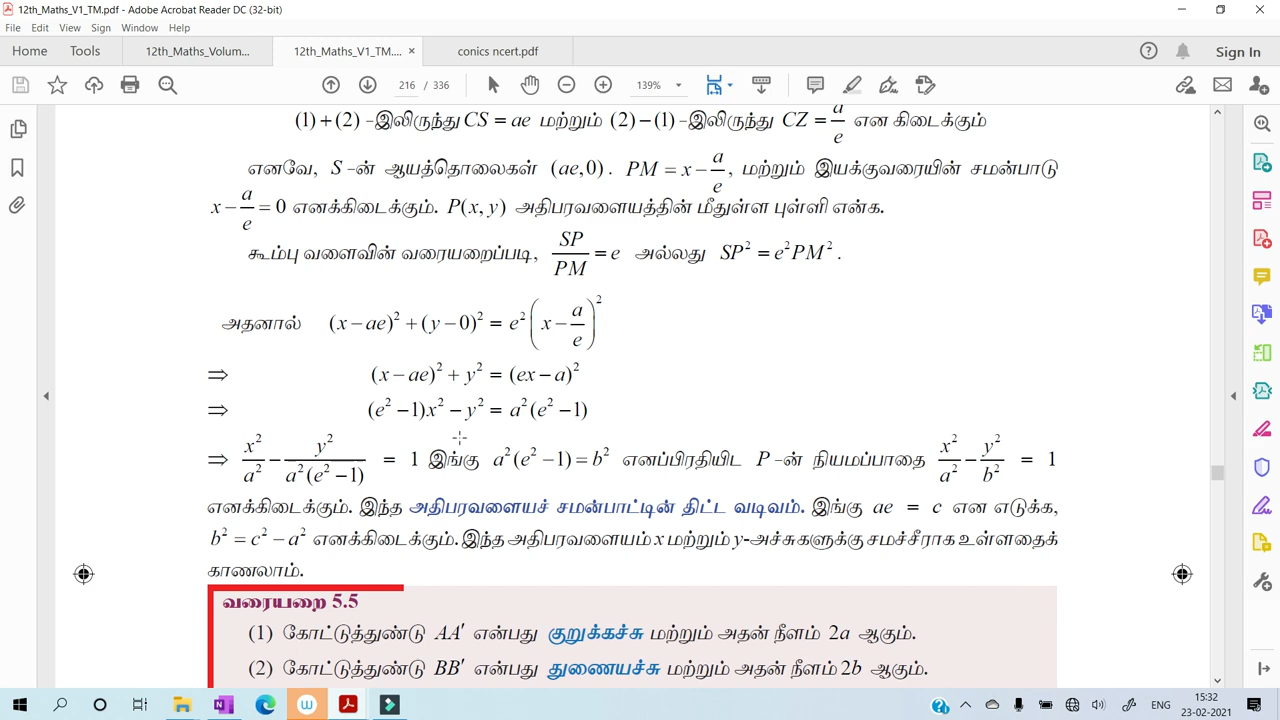 12th_Maths_V1_TM.pdf - Adobe Acrobat Reader DC (32-bit)
File Edit View Sign Window Help
Home Tools 12th_Maths_Volum... 12th_Maths_V1_TM.... × conics ncert.pdf Sign In
216 / 336 139%
(1) + (2) -இலிருந்து CS = ae மற்றும் (2) − (1) -இலிருந்து CZ = a/e என கிடைக்கும்
எனவே, S -ன் ஆயத்தொலைகள் (ae, 0) . PM = x − a/e, மற்றும் இயக்குவரையின் சமன்பாடு
x − a/e = 0 எனக்கிடைக்கும். P(x, y) அதிபரவளையத்தின் மீதுள்ள புள்ளி என்க.
கூம்பு வளைவின் வரையறைப்படி, SP/PM = e அல்லது SP² = e²PM².
அதனால் (x − ae)² + (y − 0)² = e²(x − a/e)²
⇒ (x − ae)² + y² = (ex − a)²
⇒ (e² − 1)x² − y² = a²(e² − 1)
⇒ x²/a² − y²/a²(e² − 1) = 1 இங்கு a²(e² − 1) = b² எனப்பிரதியிட P -ன் நியமப்பாதை x²/a² − y²/b² = 1
எனக்கிடைக்கும். இந்த அதிபரவளையச் சமன்பாட்டின் திட்ட வடிவம். இங்கு ae = c என எடுக்க,
b² = c² − a² எனக்கிடைக்கும். இந்த அதிபரவளையம் x மற்றும் y-அச்சுகளுக்கு சமச்சீராக உள்ளதைக்
காணலாம்.
வரையறை 5.5
(1) கோட்டுத்துண்டு AA′ என்பது குறுக்கச்சு மற்றும் அதன் நீளம் 2a ஆகும்.
(2) கோட்டுத்துண்டு BB′ என்பது துணையச்சு மற்றும் அதன் நீளம் 2b ஆகும்.
ENG 15:32
23-02-2021